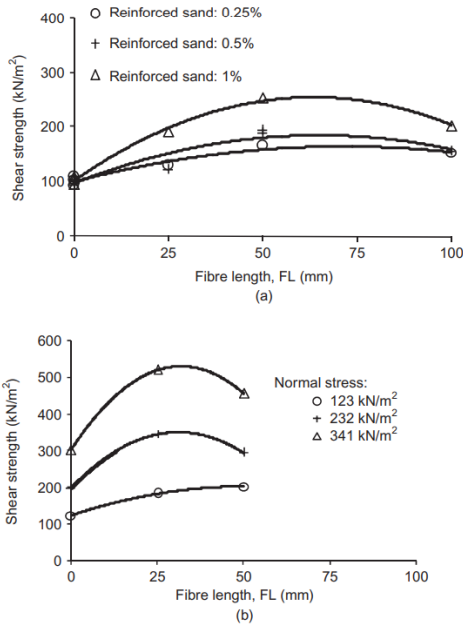 400
Reinforced sand: 0.25%
Reinforced sand: 0.5%
300
Reinforced sand: 1%
Shear strength (kN/m²)
200
100
0
0 25 50 75 100
Fibre length, FL (mm)
(a)
600
500
Normal stress:
400
123 kN/m²
232 kN/m²
341 kN/m²
Shear strength (kN/m²)
300
200
100
0
0 25 50 100
Fibre length, FL (mm)
(b)